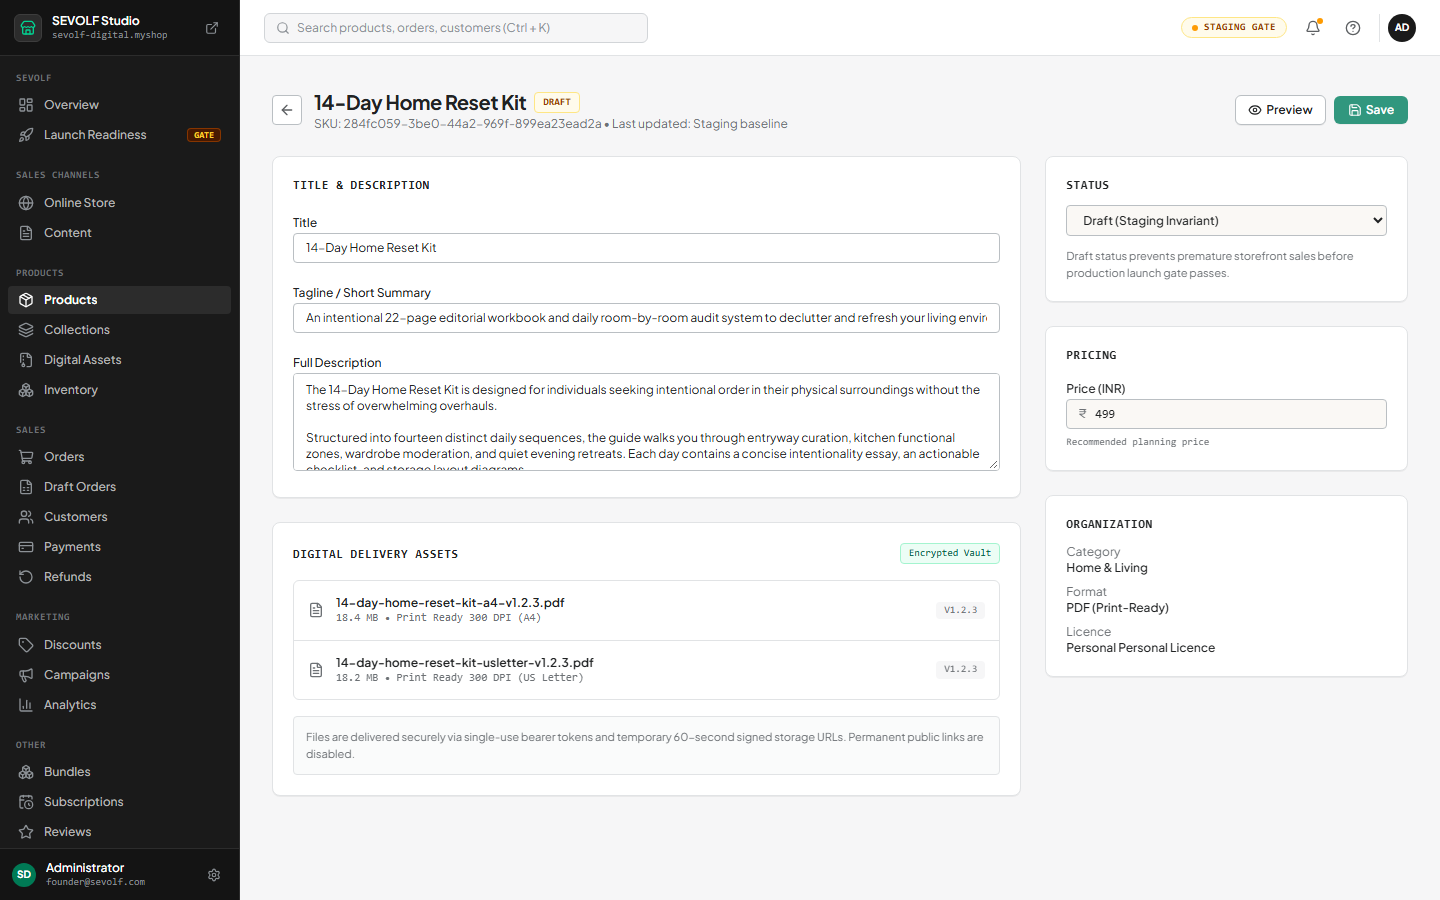 SEVOLF Studio
sevolf-digital.myshop
SEVOLF
Overview
Launch Readiness
GATE
SALES CHANNELS
Online Store
Content
PRODUCTS
Products
Collections
Digital Assets
Inventory
SALES
Orders
Draft Orders
Customers
Payments
Refunds
MARKETING
Discounts
Campaigns
Analytics
OTHER
Bundles
Subscriptions
Reviews
SD
Administrator
founder@sevolf.com
Search products, orders, customers (Ctrl + K)
STAGING GATE
AD
14-Day Home Reset Kit
DRAFT
SKU: 284fc059-3be0-44a2-969f-899ea23ead2a • Last updated: Staging baseline
Preview
Save
TITLE & DESCRIPTION
Title
14-Day Home Reset Kit
Tagline / Short Summary
An intentional 22-page editorial workbook and daily room-by-room audit system to declutter and refresh your living
Full Description
The 14-Day Home Reset Kit is designed for individuals seeking intentional order in their physical surroundings without the
stress of overwhelming overhauls.
Structured into fourteen distinct daily sequences, the guide walks you through entryway curation, kitchen functional
zones, wardrobe moderation, and quiet evening retreats. Each day contains a concise intentionality essay, an actionable
checklist, and storage layout diagrams.
DIGITAL DELIVERY ASSETS
Encrypted Vault
14-day-home-reset-kit-a4-v1.2.3.pdf
18.4 MB • Print Ready 300 DPI (A4)
V1.2.3
14-day-home-reset-kit-usletter-v1.2.3.pdf
18.2 MB • Print Ready 300 DPI (US Letter)
V1.2.3
Files are delivered securely via single-use bearer tokens and temporary 60-second signed storage URLs. Permanent public links are
disabled.
STATUS
Draft (Staging Invariant)
Draft status prevents premature storefront sales before
production launch gate passes.
PRICING
Price (INR)
₹ 499
Recommended planning price
ORGANIZATION
Category
Home & Living
Format
PDF (Print-Ready)
Licence
Personal Personal Licence